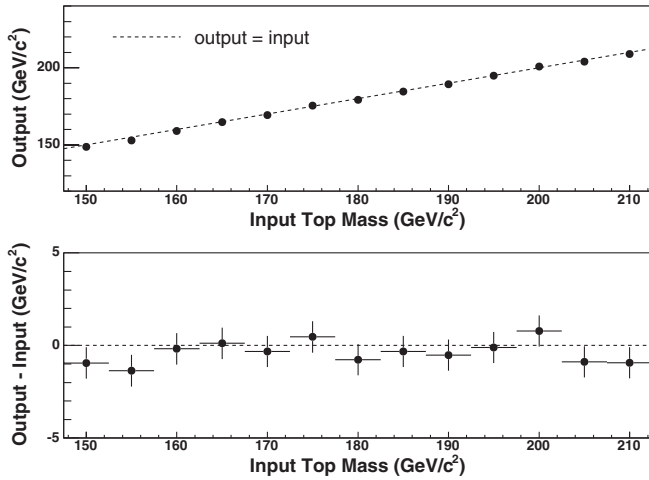 output = input
200
150
Output (GeV/c²)
150 160 170 180 190 200 210
Input Top Mass (GeV/c²)
5
0
-5
Output - Input (GeV/c²)
150 160 170 180 190 200 210
Input Top Mass (GeV/c²)